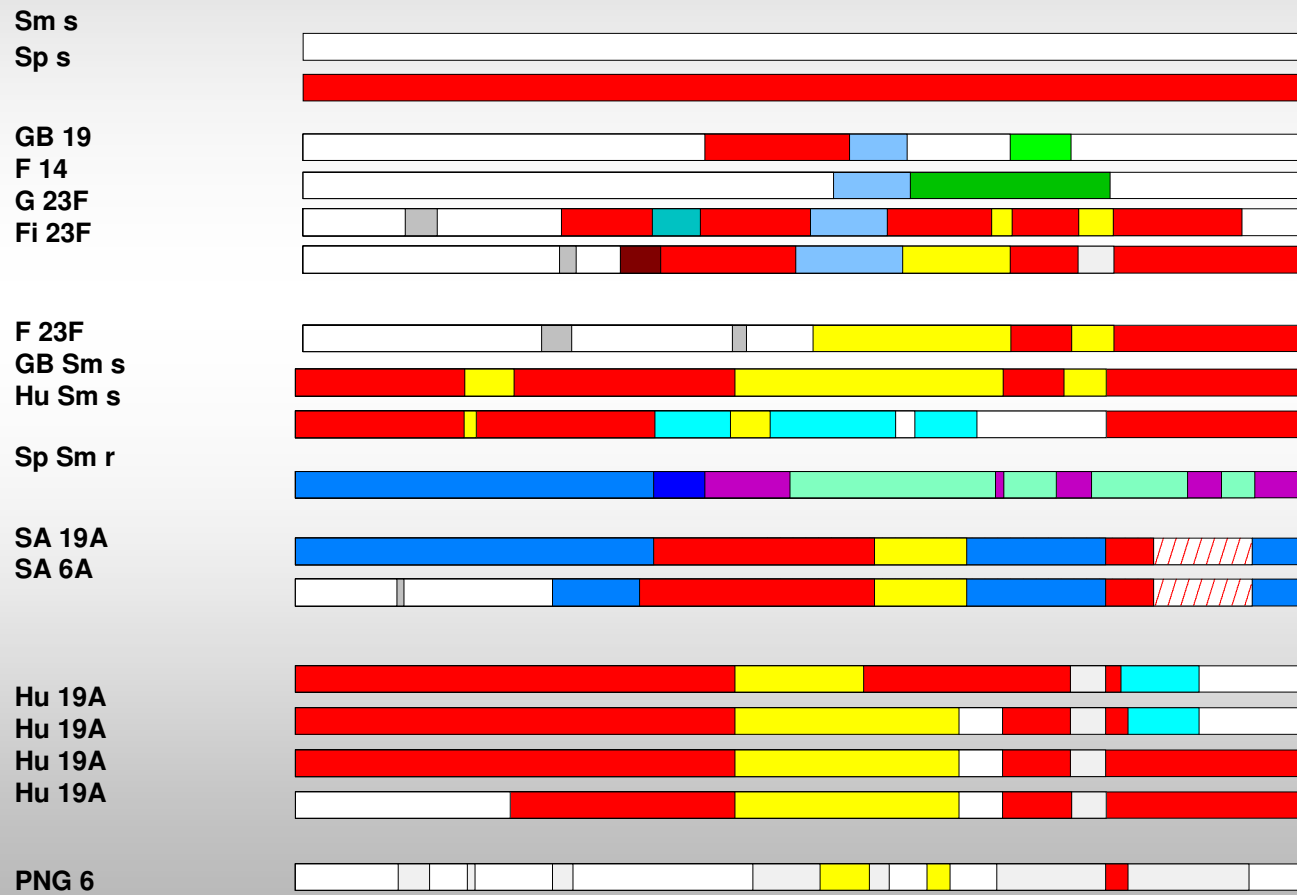 Sm s
Sp s
GB 19
F 14
G 23F
Fi 23F
F 23F
GB Sm s
Hu Sm s
Sp Sm r
SA 19A
SA 6A
Hu 19A
Hu 19A
Hu 19A
Hu 19A
PNG 6